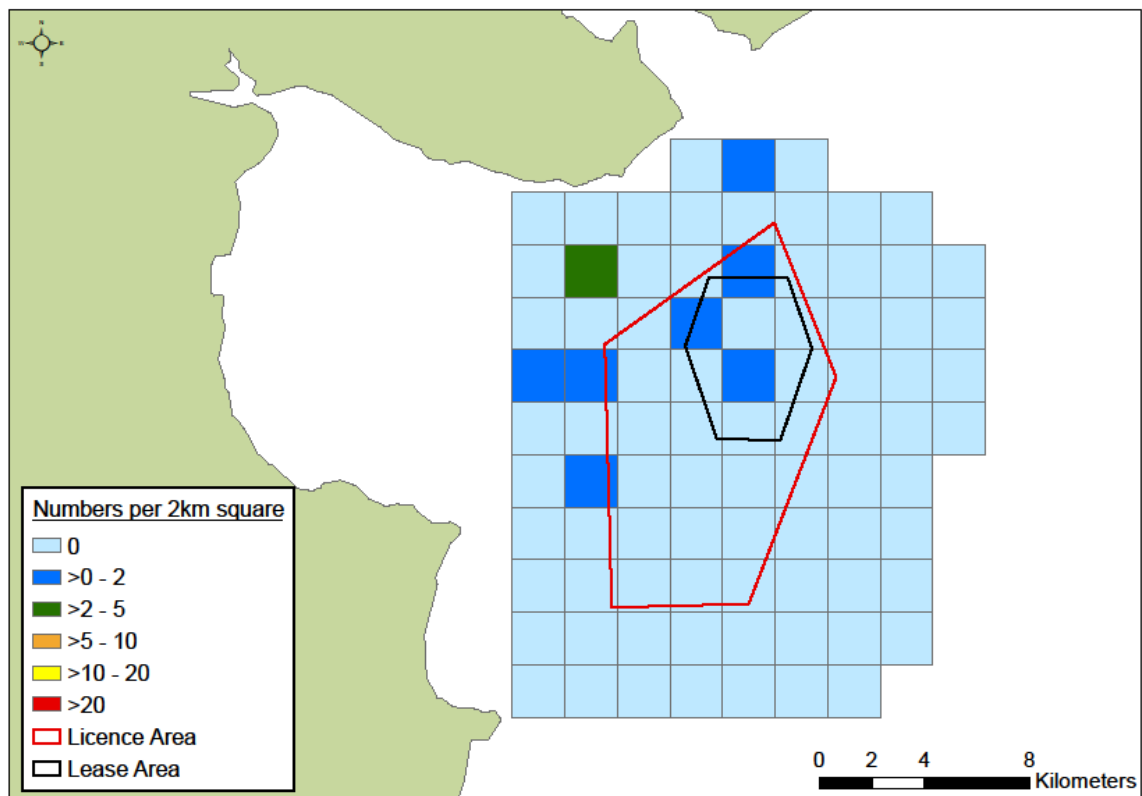 N
E
S
Numbers per 2km square
0
>0 - 2
>2 - 5
>5 - 10
>10 - 20
>20
Licence Area
Lease Area
0 2 4 8
Kilometers